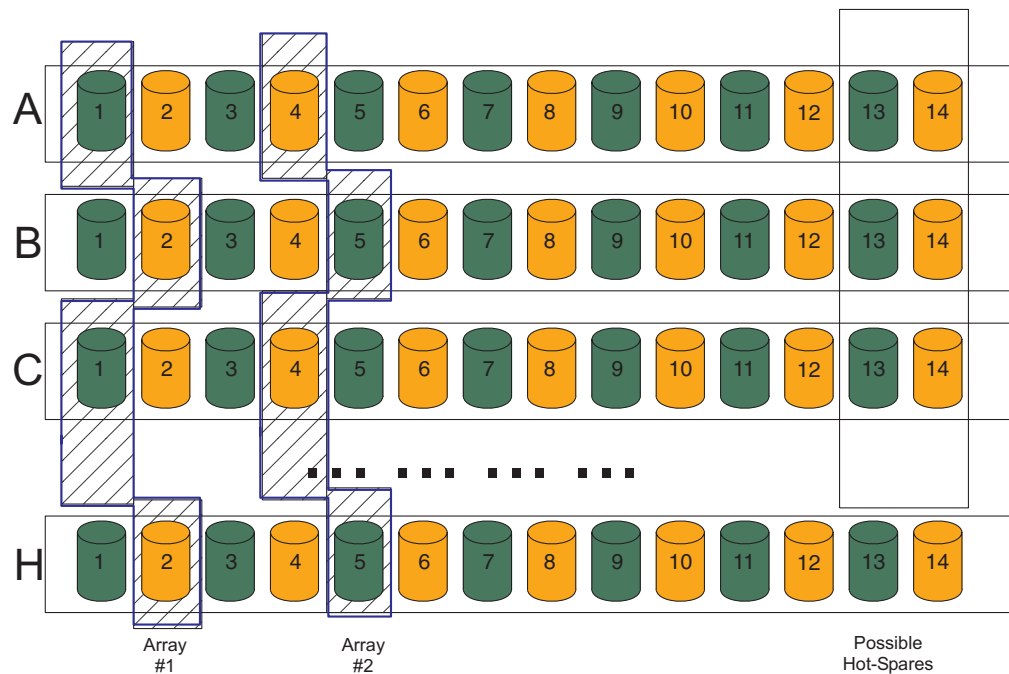 A 1 2 3 4 5 6 7 8 9 10 11 12 13 14
B 1 2 3 4 5 6 7 8 9 10 11 12 13 14
C 1 2 3 4 5 6 7 8 9 10 11 12 13 14
H 1 2 3 4 5 6 7 8 9 10 11 12 13 14
Array
#1
Array
#2
Possible
Hot-Spares